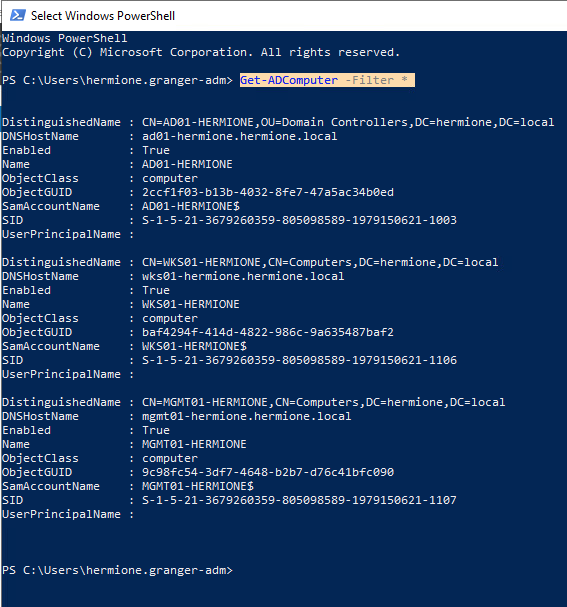 Select Windows PowerShell
Windows PowerShell
Copyright (C) Microsoft Corporation. All rights reserved.
PS C:\Users\hermione.granger-adm> Get-ADComputer -Filter *
DistinguishedName : CN=AD01-HERMIONE,OU=Domain Controllers,DC=hermione,DC=local
DNSHostName : ad01-hermione.hermione.local
Enabled : True
Name : AD01-HERMIONE
ObjectClass : computer
ObjectGUID : 2ccf1f03-b13b-4032-8fe7-47a5ac34b0ed
SamAccountName : AD01-HERMIONE$
SID : S-1-5-21-3679260359-805098589-1979150621-1003
UserPrincipalName :
DistinguishedName : CN=WKS01-HERMIONE,CN=Computers,DC=hermione,DC=local
DNSHostName : wks01-hermione.hermione.local
Enabled : True
Name : WKS01-HERMIONE
ObjectClass : computer
ObjectGUID : baf4294f-414d-4822-986c-9a635487baf2
SamAccountName : WKS01-HERMIONE$
SID : S-1-5-21-3679260359-805098589-1979150621-1106
UserPrincipalName :
DistinguishedName : CN=MGMT01-HERMIONE,CN=Computers,DC=hermione,DC=local
DNSHostName : mgmt01-hermione.hermione.local
Enabled : True
Name : MGMT01-HERMIONE
ObjectClass : computer
ObjectGUID : 9c98fc54-3df7-4648-b2b7-d76c41bfc090
SamAccountName : MGMT01-HERMIONE$
SID : S-1-5-21-3679260359-805098589-1979150621-1107
UserPrincipalName :
PS C:\Users\hermione.granger-adm>